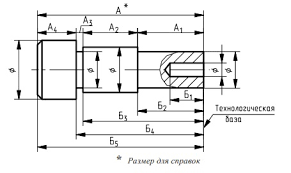 А*
А₄
А₃
А₂
А₁
⌀
⌀
⌀
⌀
⌀
Б₁
Б₂
Б₃
Б₄
Б₅
Технологическая
база
* Размер для справок